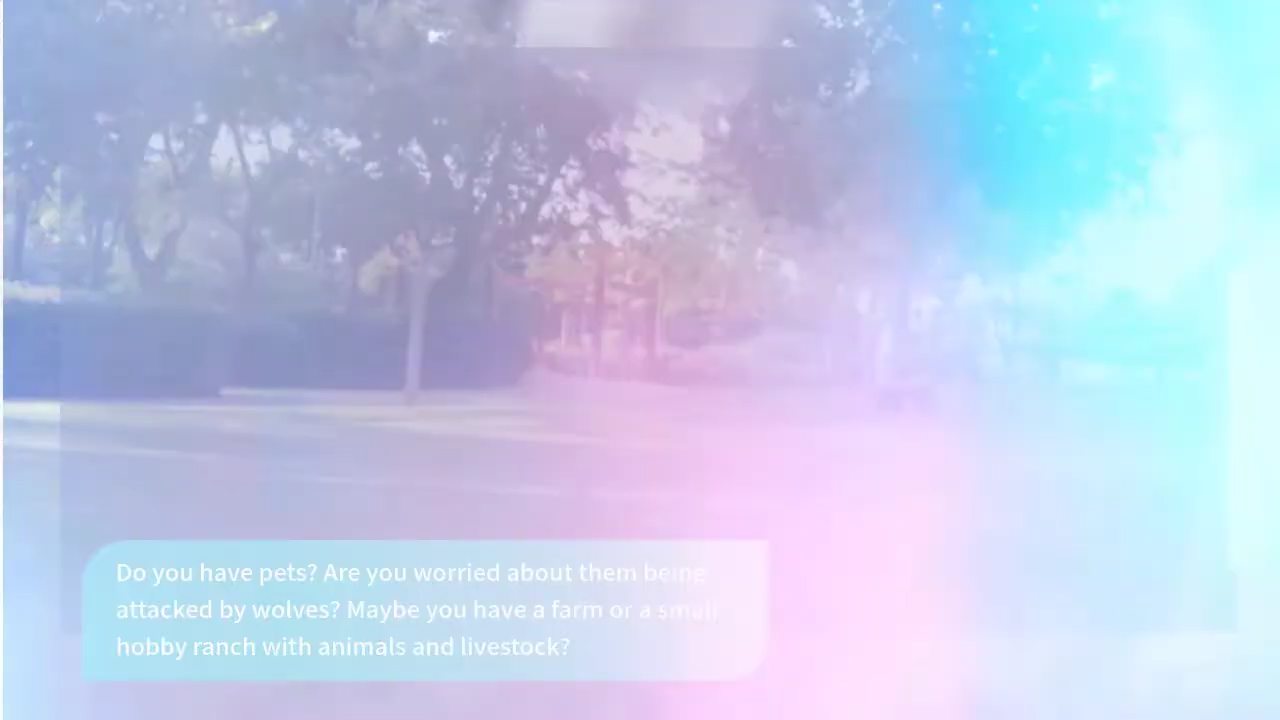 Do you have pets? Are you worried about them being
attacked by wolves? Maybe you have a farm or a small
hobby ranch with animals and livestock?